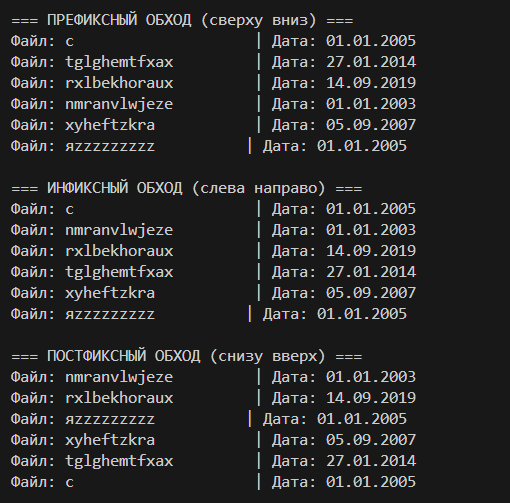 === ПРЕФИКСНЫЙ ОБХОД (сверху вниз) ===
Файл: c                    | Дата: 01.01.2005
Файл: tglghemtfxax         | Дата: 27.01.2014
Файл: rxlbekhoraux         | Дата: 14.09.2019
Файл: nmranvlwjeze         | Дата: 01.01.2003
Файл: xyheftzkra           | Дата: 05.09.2007
Файл: яzzzzzzzzz          | Дата: 01.01.2005

=== ИНФИКСНЫЙ ОБХОД (слева направо) ===
Файл: c                    | Дата: 01.01.2005
Файл: nmranvlwjeze         | Дата: 01.01.2003
Файл: rxlbekhoraux         | Дата: 14.09.2019
Файл: tglghemtfxax         | Дата: 27.01.2014
Файл: xyheftzkra           | Дата: 05.09.2007
Файл: яzzzzzzzzz          | Дата: 01.01.2005

=== ПОСТФИКСНЫЙ ОБХОД (снизу вверх) ===
Файл: nmranvlwjeze         | Дата: 01.01.2003
Файл: rxlbekhoraux         | Дата: 14.09.2019
Файл: яzzzzzzzzz          | Дата: 01.01.2005
Файл: xyheftzkra           | Дата: 05.09.2007
Файл: tglghemtfxax         | Дата: 27.01.2014
Файл: c                    | Дата: 01.01.2005